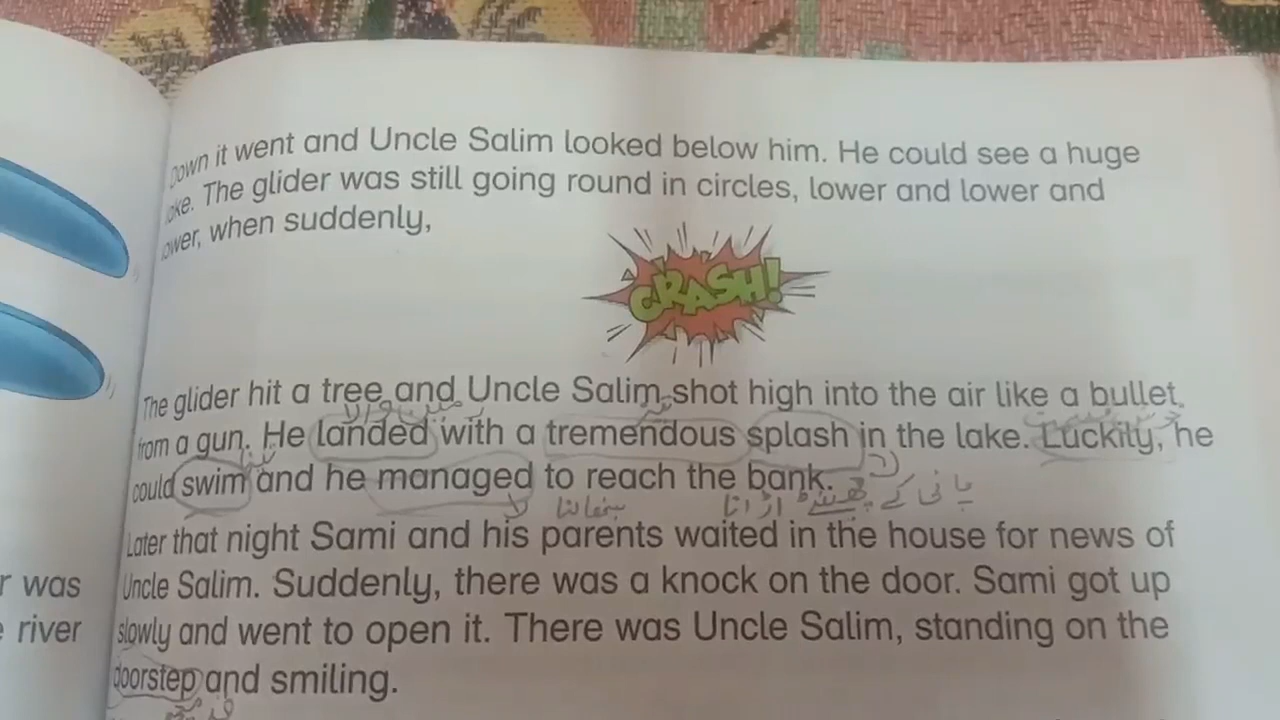 Down it went and Uncle Salim looked below him. He could see a huge
lake. The glider was still going round in circles, lower and lower and
lower, when suddenly,
CRASH!
The glider hit a tree and Uncle Salim shot high into the air like a bullet
from a gun. He landed with a tremendous splash in the lake. Luckily, he
could swim and he managed to reach the bank.
پانی کے چھینٹے اڑانا
Later that night Sami and his parents waited in the house for news of
r was
Uncle Salim. Suddenly, there was a knock on the door. Sami got up
river
slowly and went to open it. There was Uncle Salim, standing on the
doorstep and smiling.